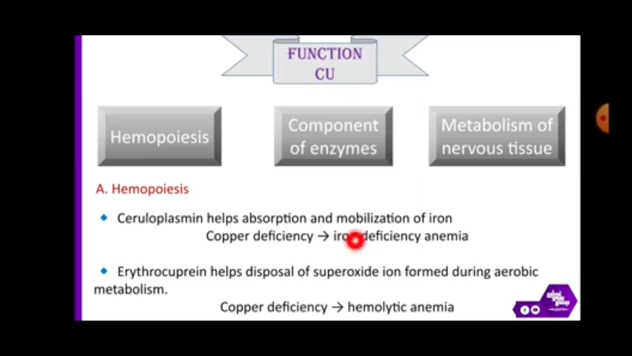 FUNCTION
CU
Hemopoiesis
Component
of enzymes
Metabolism of
nervous tissue
A. Hemopoiesis
Ceruloplasmin helps absorption and mobilization of iron
Copper deficiency → iron deficiency anemia
Erythrocuprein helps disposal of superoxide ion formed during aerobic
metabolism.
Copper deficiency → hemolytic anemia